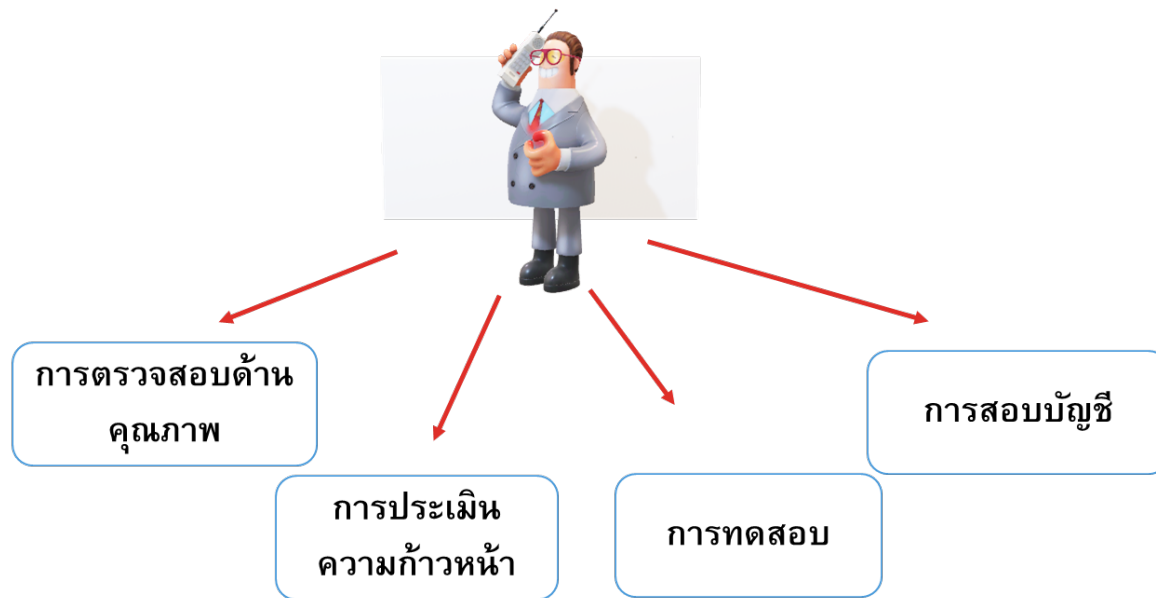 การตรวจสอบด้าน
คุณภาพ
การประเมิน
ความก้าวหน้า
การทดสอบ
การสอบบัญชี